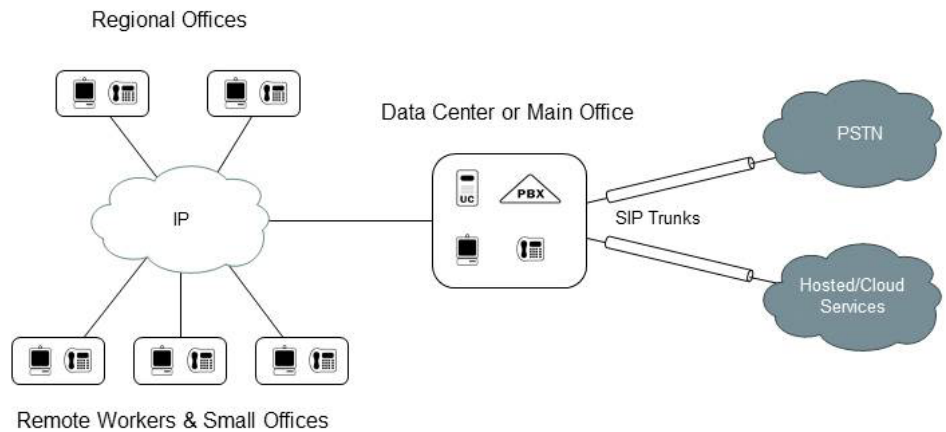 Regional Offices
Data Center or Main Office
PSTN
UC
PBX
IP
SIP Trunks
Hosted/Cloud
Services
Remote Workers & Small Offices